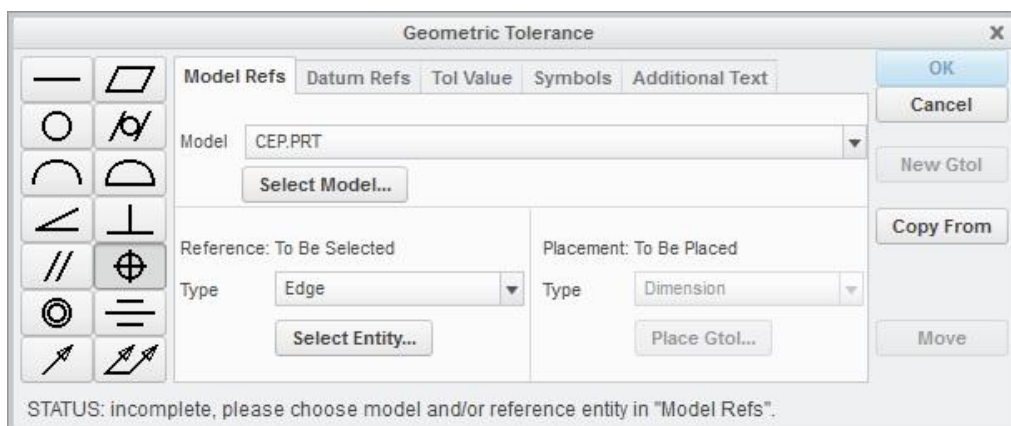 Geometric Tolerance X
Model Refs Datum Refs Tol Value Symbols Additional Text
OK
Cancel
New Gtol
Copy From
Move
Model CEP.PRT
Select Model...
Reference: To Be Selected
Type Edge
Select Entity...
Placement: To Be Placed
Type Dimension
Place Gtol...
STATUS: incomplete, please choose model and/or reference entity in "Model Refs".